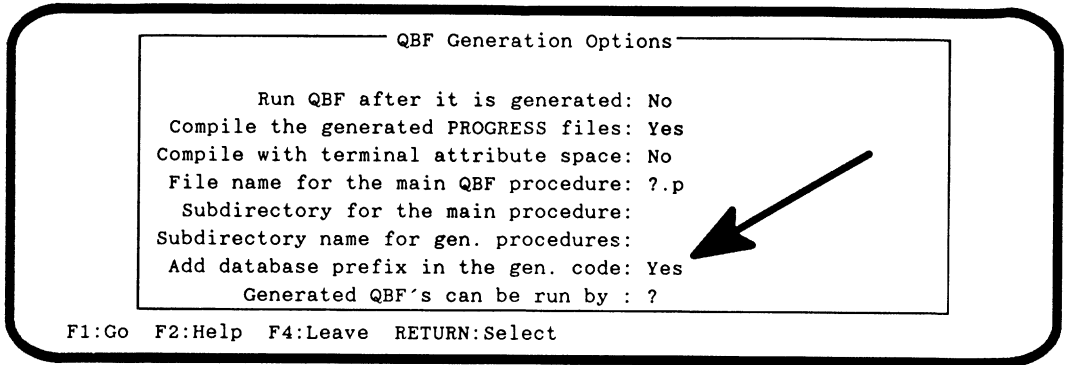 QBF Generation Options
Run QBF after it is generated: No
Compile the generated PROGRESS files: Yes
Compile with terminal attribute space: No
File name for the main QBF procedure: ?.p
Subdirectory for the main procedure:
Subdirectory name for gen. procedures:
Add database prefix in the gen. code: Yes
Generated QBF´s can be run by : ?
F1:Go F2:Help F4:Leave RETURN:Select